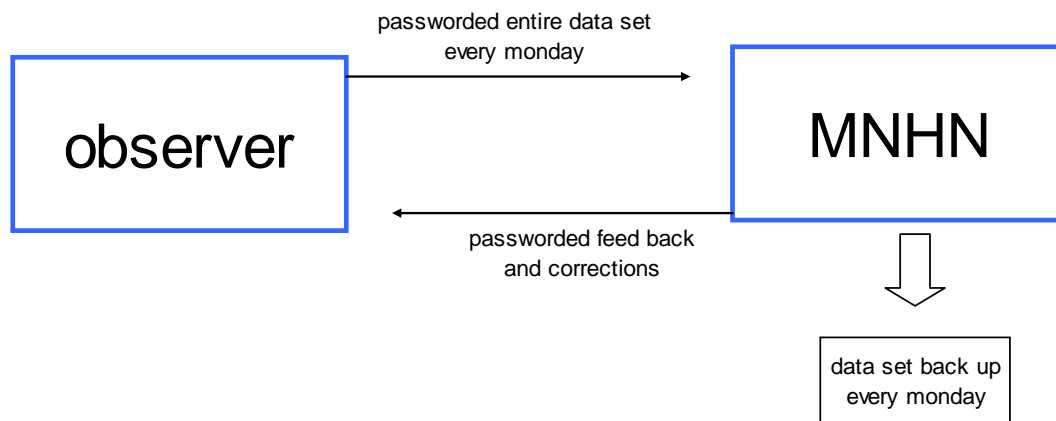 passworded entire data set
every monday
observer
MNHN
passworded feed back
and corrections
data set back up
every monday